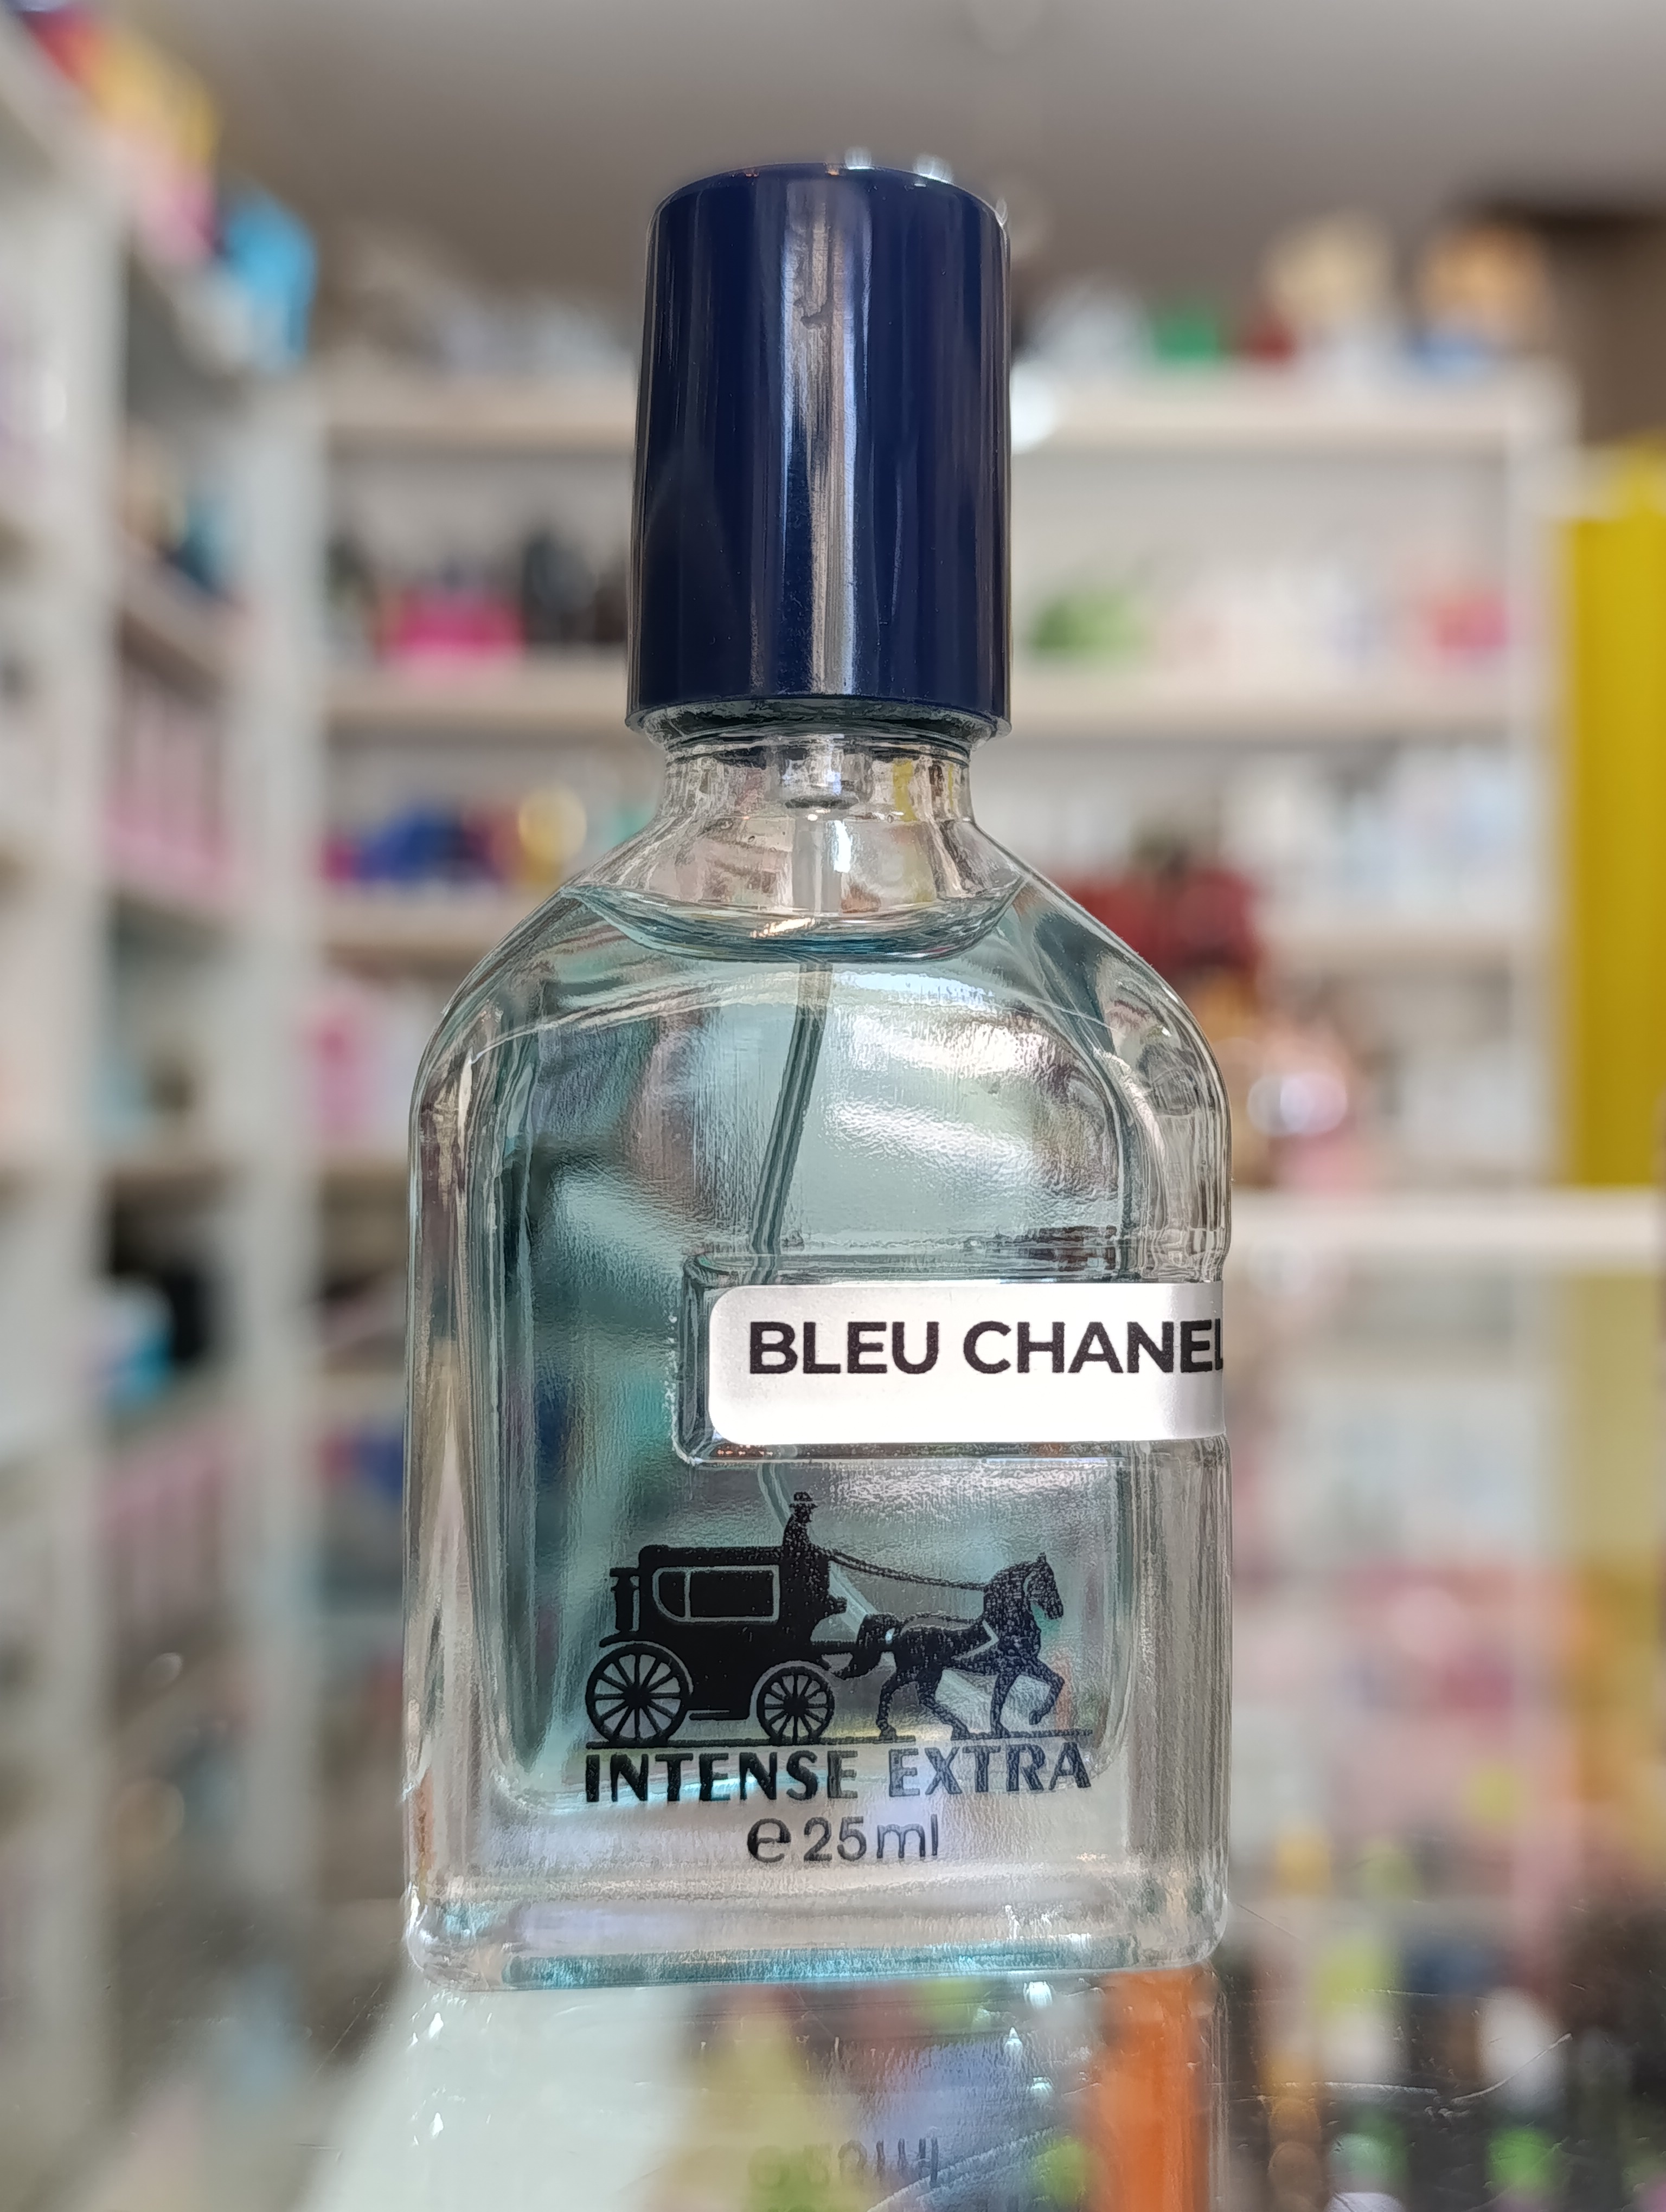 BLEU CHANEL
INTENSE EXTRA
℮25ml